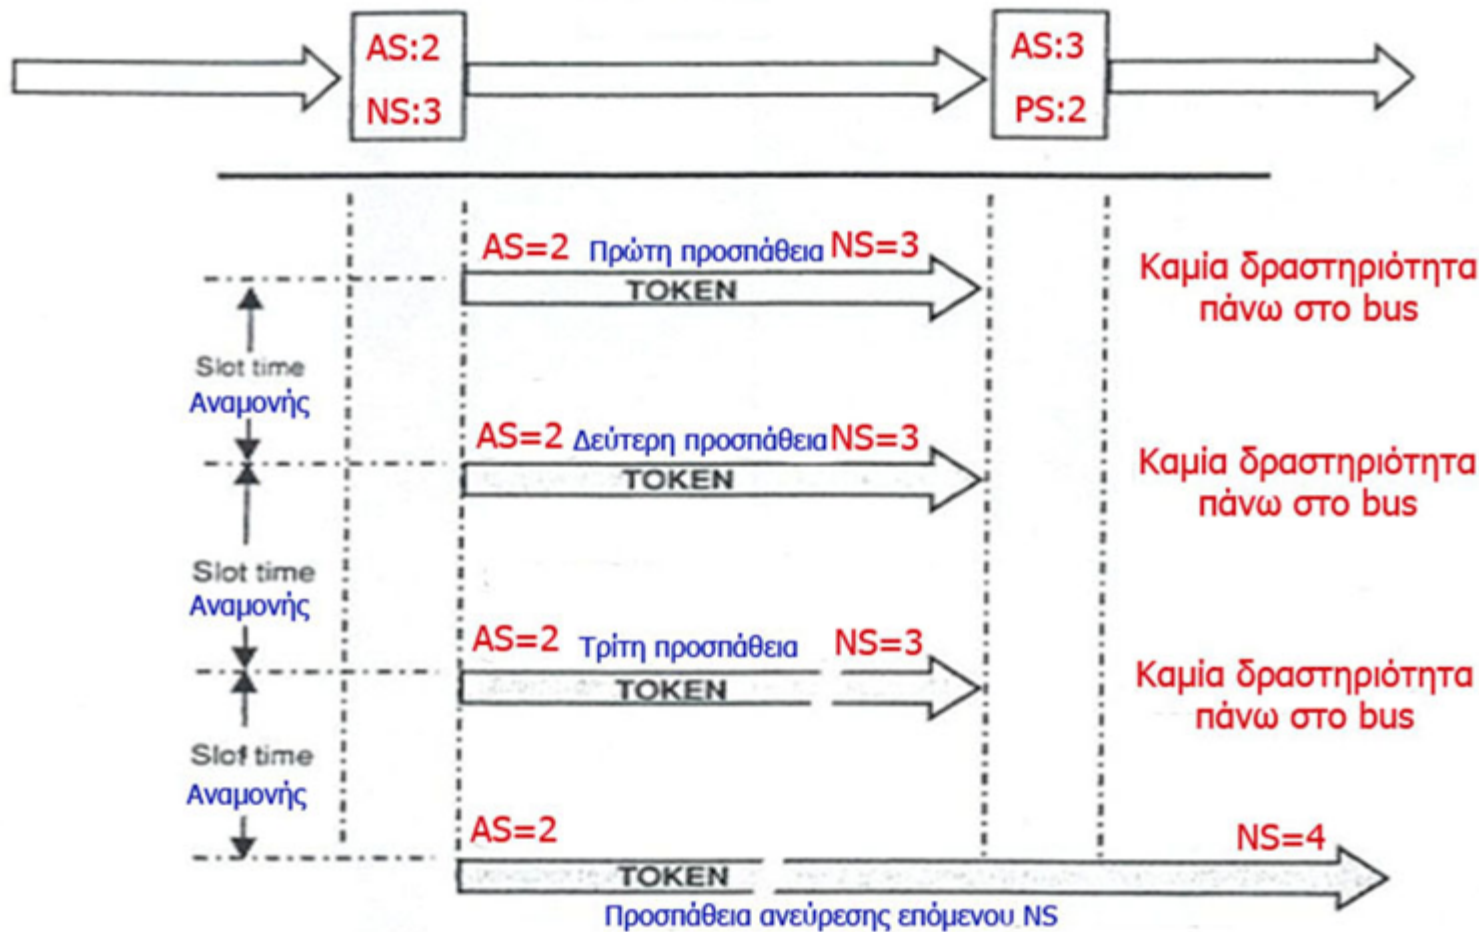 AS:2
NS:3
AS:3
PS:2
AS=2 Πρώτη προσπάθεια NS=3
TOKEN
Καμία δραστηριότητα
πάνω στο bus
Slot time
Αναμονής
AS=2 Δεύτερη προσπάθεια NS=3
TOKEN
Καμία δραστηριότητα
πάνω στο bus
Slot time
Αναμονής
AS=2 Τρίτη προσπάθεια NS=3
TOKEN
Καμία δραστηριότητα
πάνω στο bus
Slot time
Αναμονής
AS=2 NS=4
TOKEN
Προσπάθεια ανεύρεσης επόμενου NS